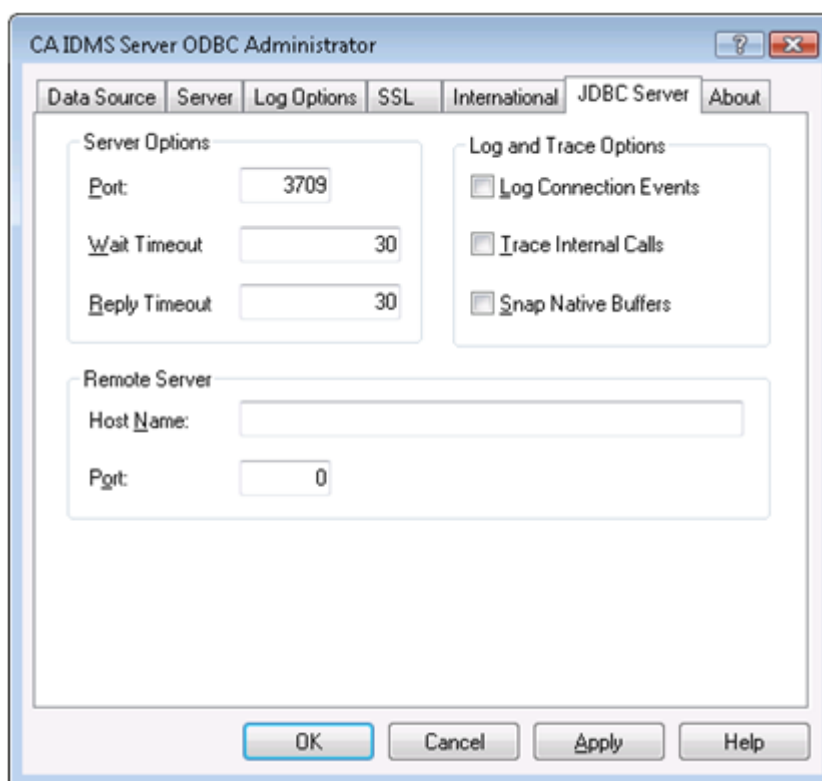 CA IDMS Server ODBC Administrator
Data Source Server Log Options SSL International JDBC Server About
Server Options
Port: 3709
Wait Timeout 30
Reply Timeout 30
Log and Trace Options
Log Connection Events
Trace Internal Calls
Snap Native Buffers
Remote Server
Host Name:
Port: 0
OK Cancel Apply Help